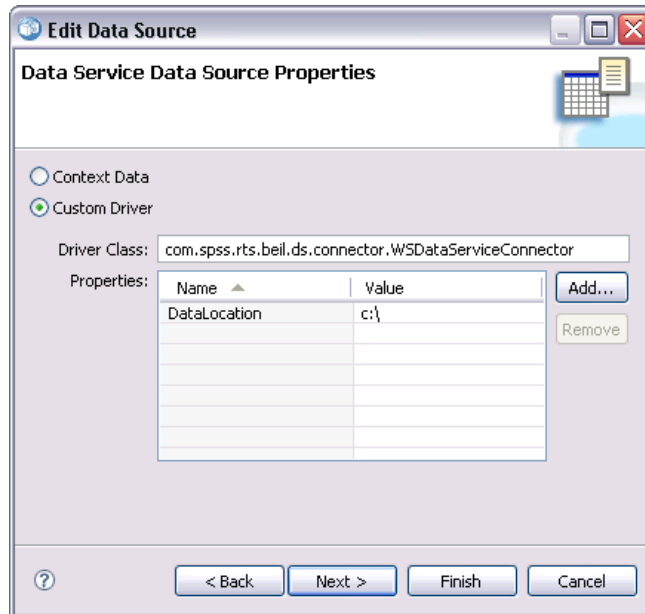 Edit Data Source
Data Service Data Source Properties
Context Data
Custom Driver
Driver Class: com.spss.rts.beil.ds.connector.WSDataServiceConnector
Properties: Name Value Add...
DataLocation c:\ Remove
? < Back Next > Finish Cancel